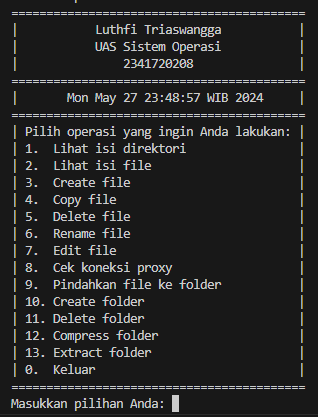 ==========================================
|           Luthfi Triaswangga           |
|           UAS Sistem Operasi           |
|               2341720208               |
==========================================
|      Mon May 27 23:48:57 WIB 2024      |
==========================================
| Pilih operasi yang ingin Anda lakukan: |
| 1.  Lihat isi direktori                |
| 2.  Lihat isi file                     |
| 3.  Create file                        |
| 4.  Copy file                          |
| 5.  Delete file                        |
| 6.  Rename file                        |
| 7.  Edit file                          |
| 8.  Cek koneksi proxy                  |
| 9.  Pindahkan file ke folder           |
| 10. Create folder                      |
| 11. Delete folder                      |
| 12. Compress folder                    |
| 13. Extract folder                     |
| 0.  Keluar                             |
==========================================
Masukkan pilihan Anda: